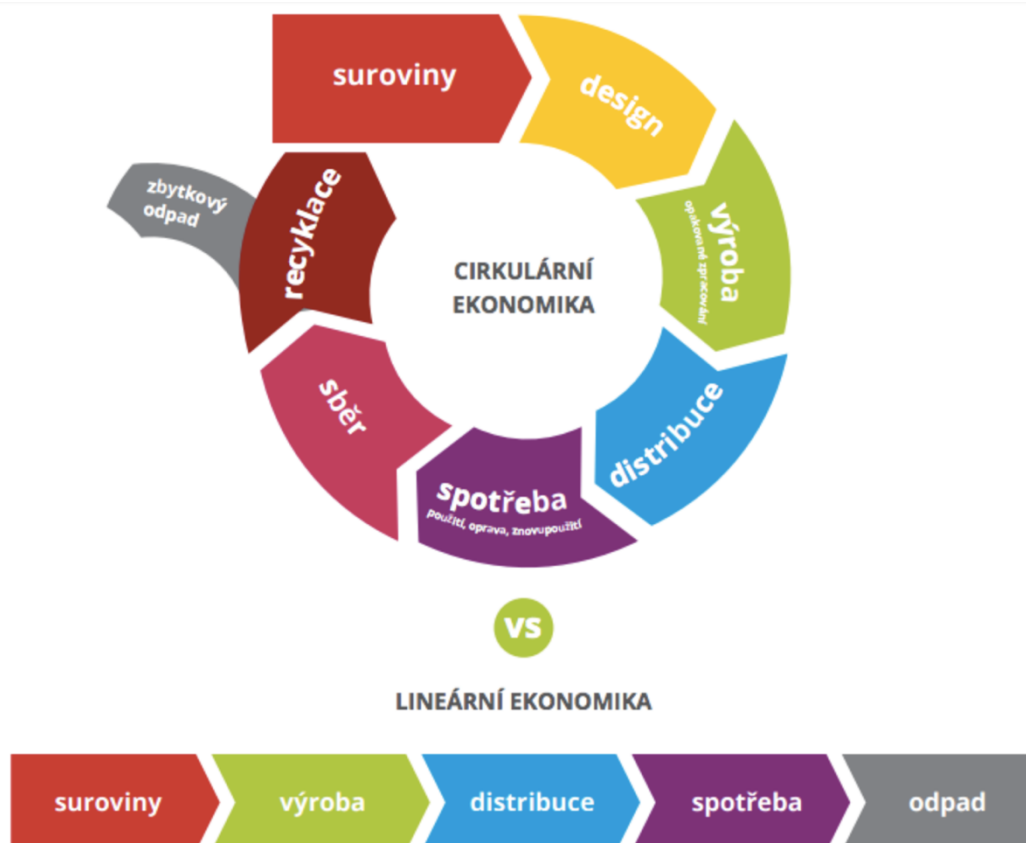 suroviny
design
výroba
opakované zpracování
distribuce
spotřeba
použití, oprava, znovupoužití
sběr
recyklace
zbytkový
odpad
CIRKULÁRNÍ
EKONOMIKA
VS
LINEÁRNÍ EKONOMIKA
suroviny
výroba
distribuce
spotřeba
odpad